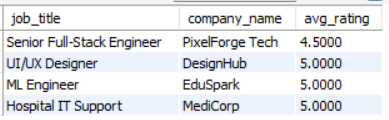 job_title company_name avg_rating
Senior Full-Stack Engineer PixelForge Tech 4.5000
UI/UX Designer DesignHub 5.0000
ML Engineer EduSpark 5.0000
Hospital IT Support MediCorp 5.0000